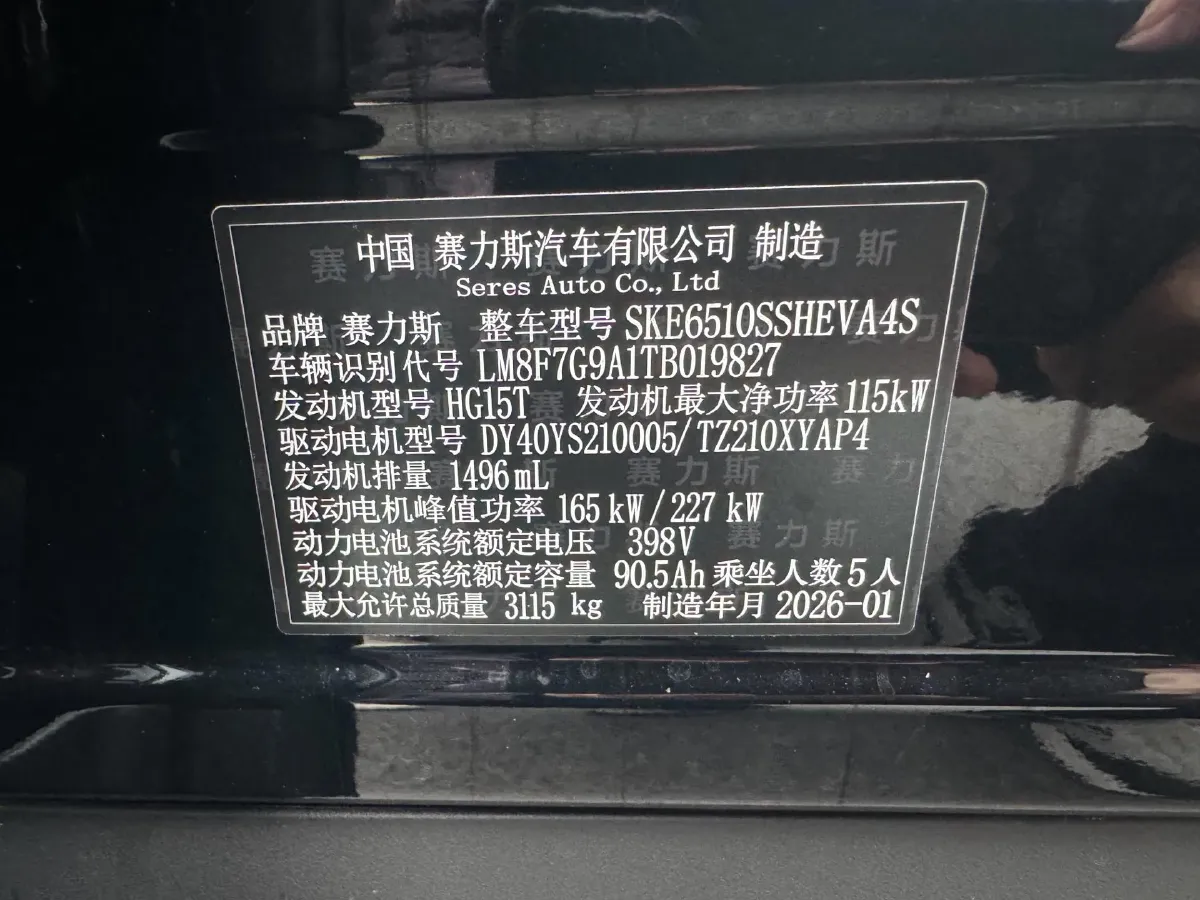 中国 赛力斯汽车有限公司 制造
Seres Auto Co., Ltd
品牌 赛力斯 整车型号 SKE6510SSHEVA4S
车辆识别代号 LM8F7G9A1TB019827
发动机型号 HG15T 发动机最大净功率 115kW
驱动电机型号 DY40YS210005/TZ210XYAP4
发动机排量 1496mL
驱动电机峰值功率 165 kW/227 kW
动力电池系统额定电压 398V
动力电池系统额定容量 90.5Ah 乘坐人数 5人
最大允许总质量 3115 kg 制造年月 2026-01